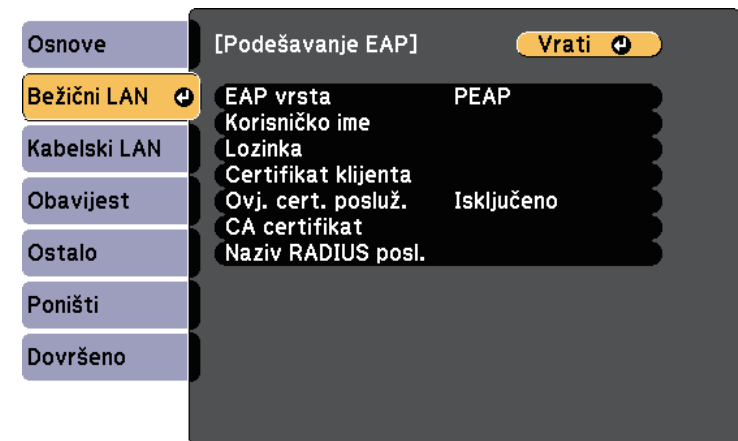 Osnove
Bežični LAN
Kabelski LAN
Obavijest
Ostalo
Poništi
Dovršeno
[Podešavanje EAP] Vrati
EAP vrsta PEAP
Korisničko ime
Lozinka
Certifikat klijenta
Ovj. cert. posluž. Isključeno
CA certifikat
Naziv RADIUS posl.